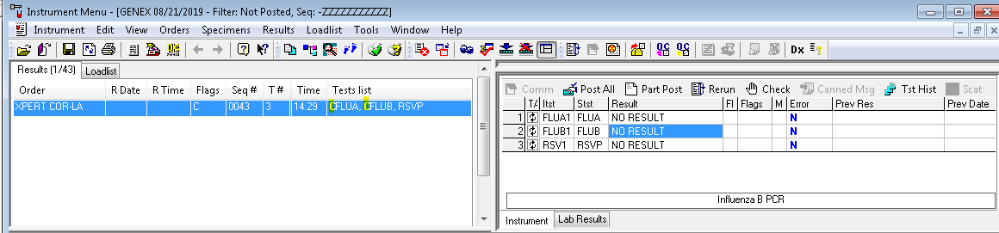 Instrument Menu - [GENEX 08/21/2019 - Filter: Not Posted, Seq: -ZZZZZZZZZZZZ]
Instrument Edit View Orders Specimens Results Loadlist Tools Window Help
QC QC Dx
Results (1/43) Loadlist
Order R Date R Time Flags Seq # T # Time Tests list
XPERT COR-LA C 0043 3 14:29 CFLUA, CFLUB, RSVP
Comm Post All Part Post Rerun Check Canned Msg Tst Hist Scat
T/ Itst Stst Result Fl Flags M Error Prev Res Prev Date
1 FLUA1 FLUA NO RESULT N
2 FLUB1 FLUB NO RESULT N
3 RSV1 RSVP NO RESULT N
Influenza B PCR
Instrument Lab Results